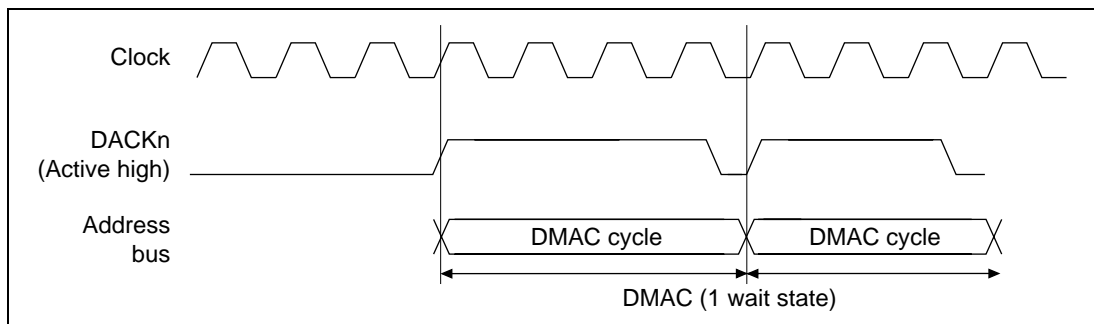 Clock
DACKn
(Active high)
Address
bus
DMAC cycle
DMAC cycle
DMAC (1 wait state)